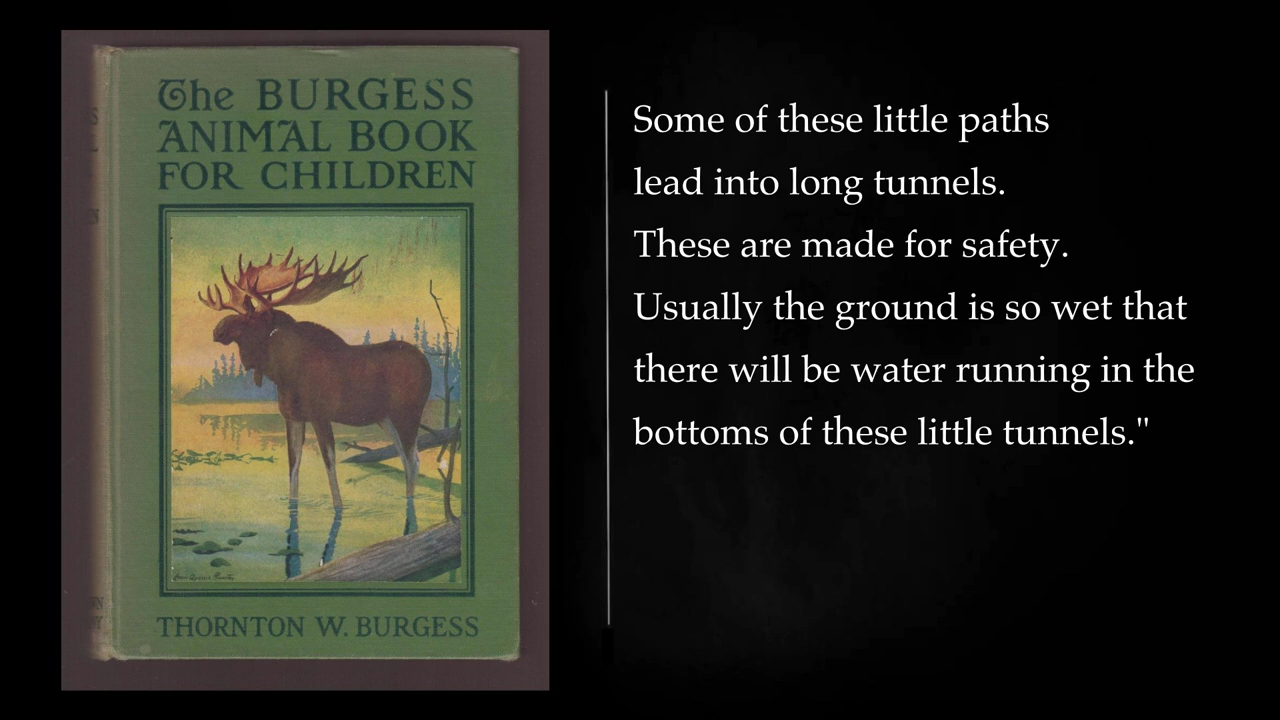 The BURGESS
ANIMAL BOOK
FOR CHILDREN
THORNTON W. BURGESS
Some of these little paths
lead into long tunnels.
These are made for safety.
Usually the ground is so wet that
there will be water running in the
bottoms of these little tunnels."